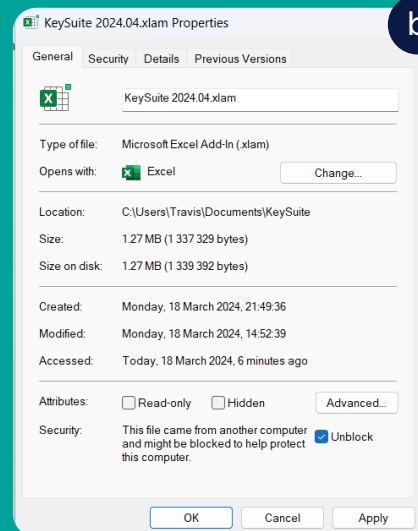 b
KeySuite 2024.04.xlam Properties
General Security Details Previous Versions
KeySuite 2024.04.xlam
Type of file: Microsoft Excel Add-In (.xlam)
Opens with: Excel Change...
Location: C:\Users\Travis\Documents\KeySuite
Size: 1.27 MB (1 337 329 bytes)
Size on disk: 1.27 MB (1 339 392 bytes)
Created: Monday, 18 March 2024, 21:49:36
Modified: Monday, 18 March 2024, 14:52:39
Accessed: Today, 18 March 2024, 6 minutes ago
Attributes: Read-only Hidden Advanced...
Security: This file came from another computer
and might be blocked to help protect
this computer.
Unblock
OK Cancel Apply